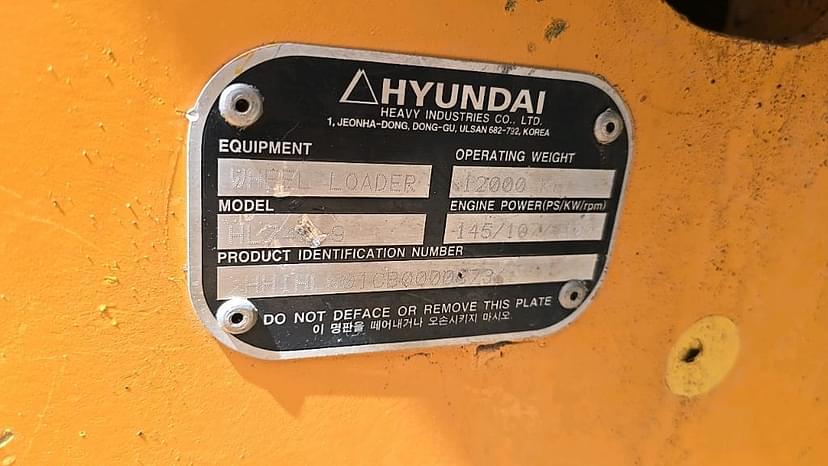 HYUNDAI
HEAVY INDUSTRIES CO., LTD.
1, JEONHA-DONG, DONG-GU, ULSAN 682-792, KOREA
EQUIPMENT
WHEEL LOADER
OPERATING WEIGHT
12000
MODEL
ENGINE POWER(PS/KW/rpm)
PRODUCT IDENTIFICATION NUMBER
DO NOT DEFACE OR REMOVE THIS PLATE
이 명판을 떼어내거나 오손시키지 마시오